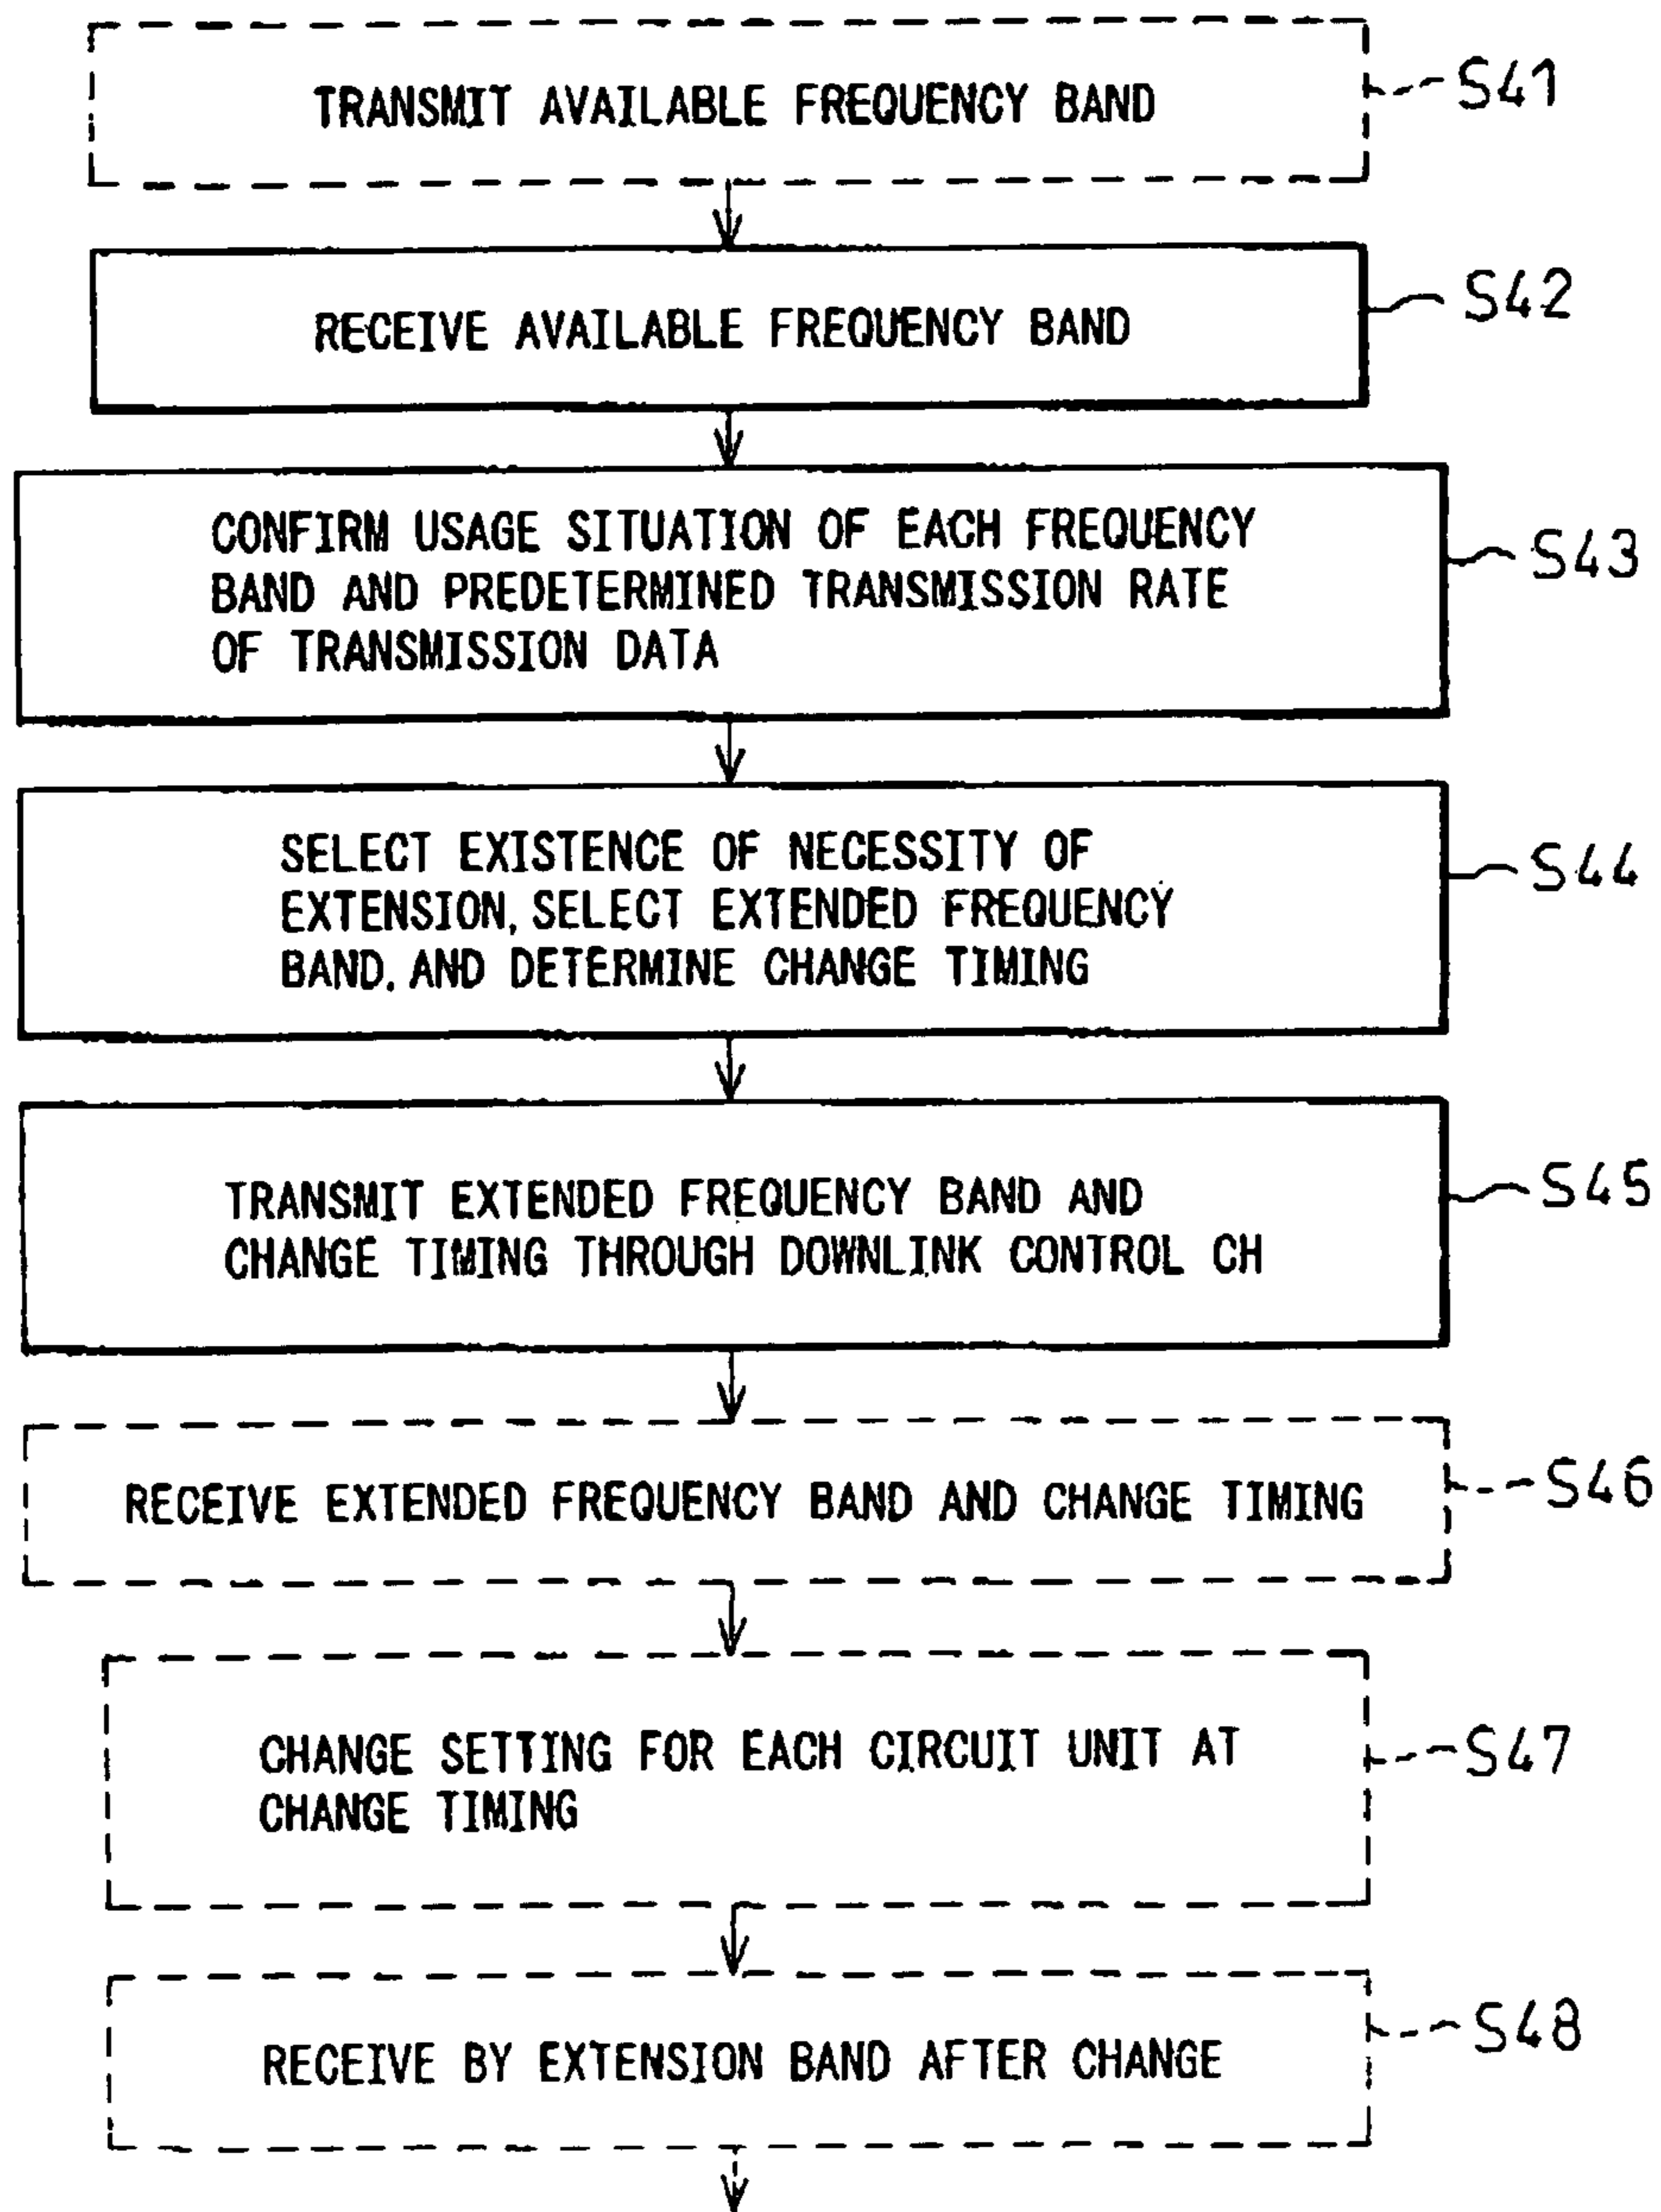 TRANSMIT AVAILABLE FREQUENCY BAND
S41
RECEIVE AVAILABLE FREQUENCY BAND
S42
CONFIRM USAGE SITUATION OF EACH FREQUENCY
BAND AND PREDETERMINED TRANSMISSION RATE
OF TRANSMISSION DATA
S43
SELECT EXISTENCE OF NECESSITY OF
EXTENSION, SELECT EXTENDED FREQUENCY
BAND, AND DETERMINE CHANGE TIMING
S44
TRANSMIT EXTENDED FREQUENCY BAND AND
CHANGE TIMING THROUGH DOWNLINK CONTROL CH
S45
RECEIVE EXTENDED FREQUENCY BAND AND CHANGE TIMING
S46
CHANGE SETTING FOR EACH CIRCUIT UNIT AT
CHANGE TIMING
S47
RECEIVE BY EXTENSION BAND AFTER CHANGE
S48